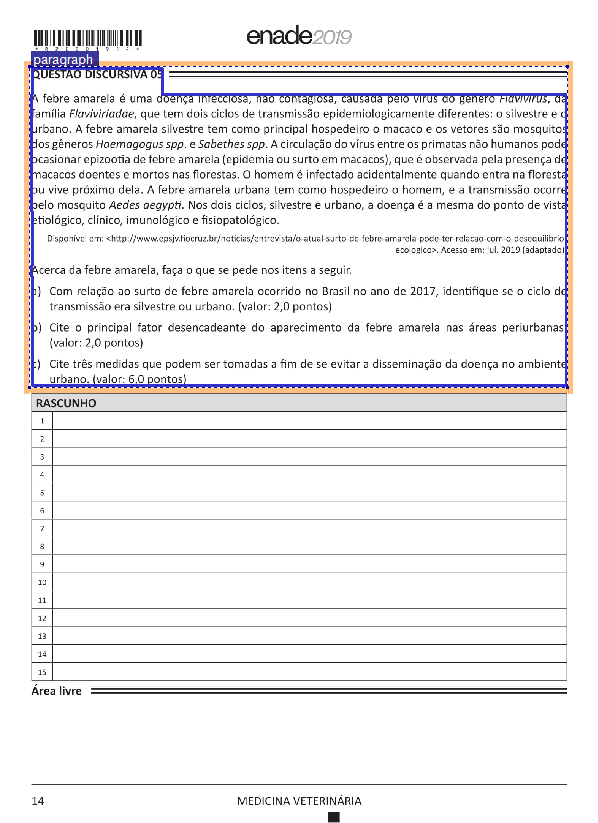 enade2019
*R2020191‌4*
paragraph
QUESTÃO DISCURSIVA 05
A febre amarela é uma doença infecciosa, não contagiosa, causada pelo vírus do gênero Flavivirus, da
família Flaviviriadae, que tem dois ciclos de transmissão epidemiologicamente diferentes: o silvestre e o
urbano. A febre amarela silvestre tem como principal hospedeiro o macaco e os vetores são mosquitos
dos gêneros Haemagogus spp. e Sabethes spp. A circulação do vírus entre os primatas não humanos pode
ocasionar epizootia de febre amarela (epidemia ou surto em macacos), que é observada pela presença de
macacos doentes e mortos nas florestas. O homem é infectado acidentalmente quando entra na floresta
ou vive próximo dela. A febre amarela urbana tem como hospedeiro o homem, e a transmissão ocorre
pelo mosquito Aedes aegypti. Nos dois ciclos, silvestre e urbano, a doença é a mesma do ponto de vista
etiológico, clínico, imunológico e fisiopatológico.
Disponível em: <http://www.epsjv.fiocruz.br/noticias/entrevista/o-atual-surto-de-febre-amarela-pode-ter-relacao-com-o-desequilibrio-
ecologico>. Acesso em: jul. 2019 (adaptado).
Acerca da febre amarela, faça o que se pede nos itens a seguir.
a) Com relação ao surto de febre amarela ocorrido no Brasil no ano de 2017, identifique se o ciclo de
transmissão era silvestre ou urbano. (valor: 2,0 pontos)
b) Cite o principal fator desencadeante do aparecimento da febre amarela nas áreas periurbanas.
(valor: 2,0 pontos)
c) Cite três medidas que podem ser tomadas a fim de se evitar a disseminação da doença no ambiente
urbano. (valor: 6,0 pontos)
RASCUNHO
1
2
3
4
5
6
7
8
9
10
11
12
13
14
15
Área livre
14
MEDICINA VETERINÁRIA